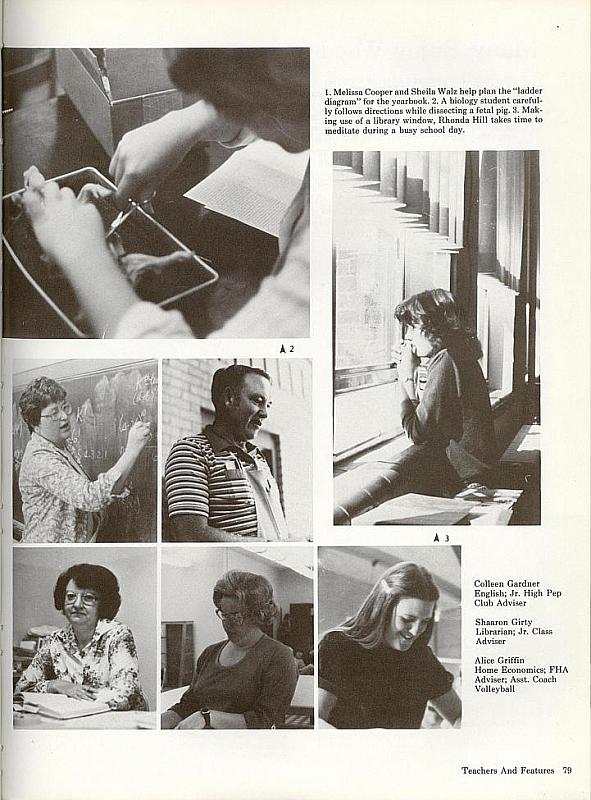 1. Melissa Cooper and Sheila Walz help plan the "ladder
diagram" for the yearbook. 2. A biology student careful-
ly follows directions while dissecting a fetal pig. 3. Mak-
ing use of a library window, Rhonda Hill takes time to
meditate during a busy school day.
2
3
Colleen Gardner
English; Jr. High Pep
Club Adviser
Shaaron Girty
Librarian; Jr. Class
Adviser
Alice Griffin
Home Economics; FHA
Adviser; Asst. Coach
Volleyball
Teachers And Features 79